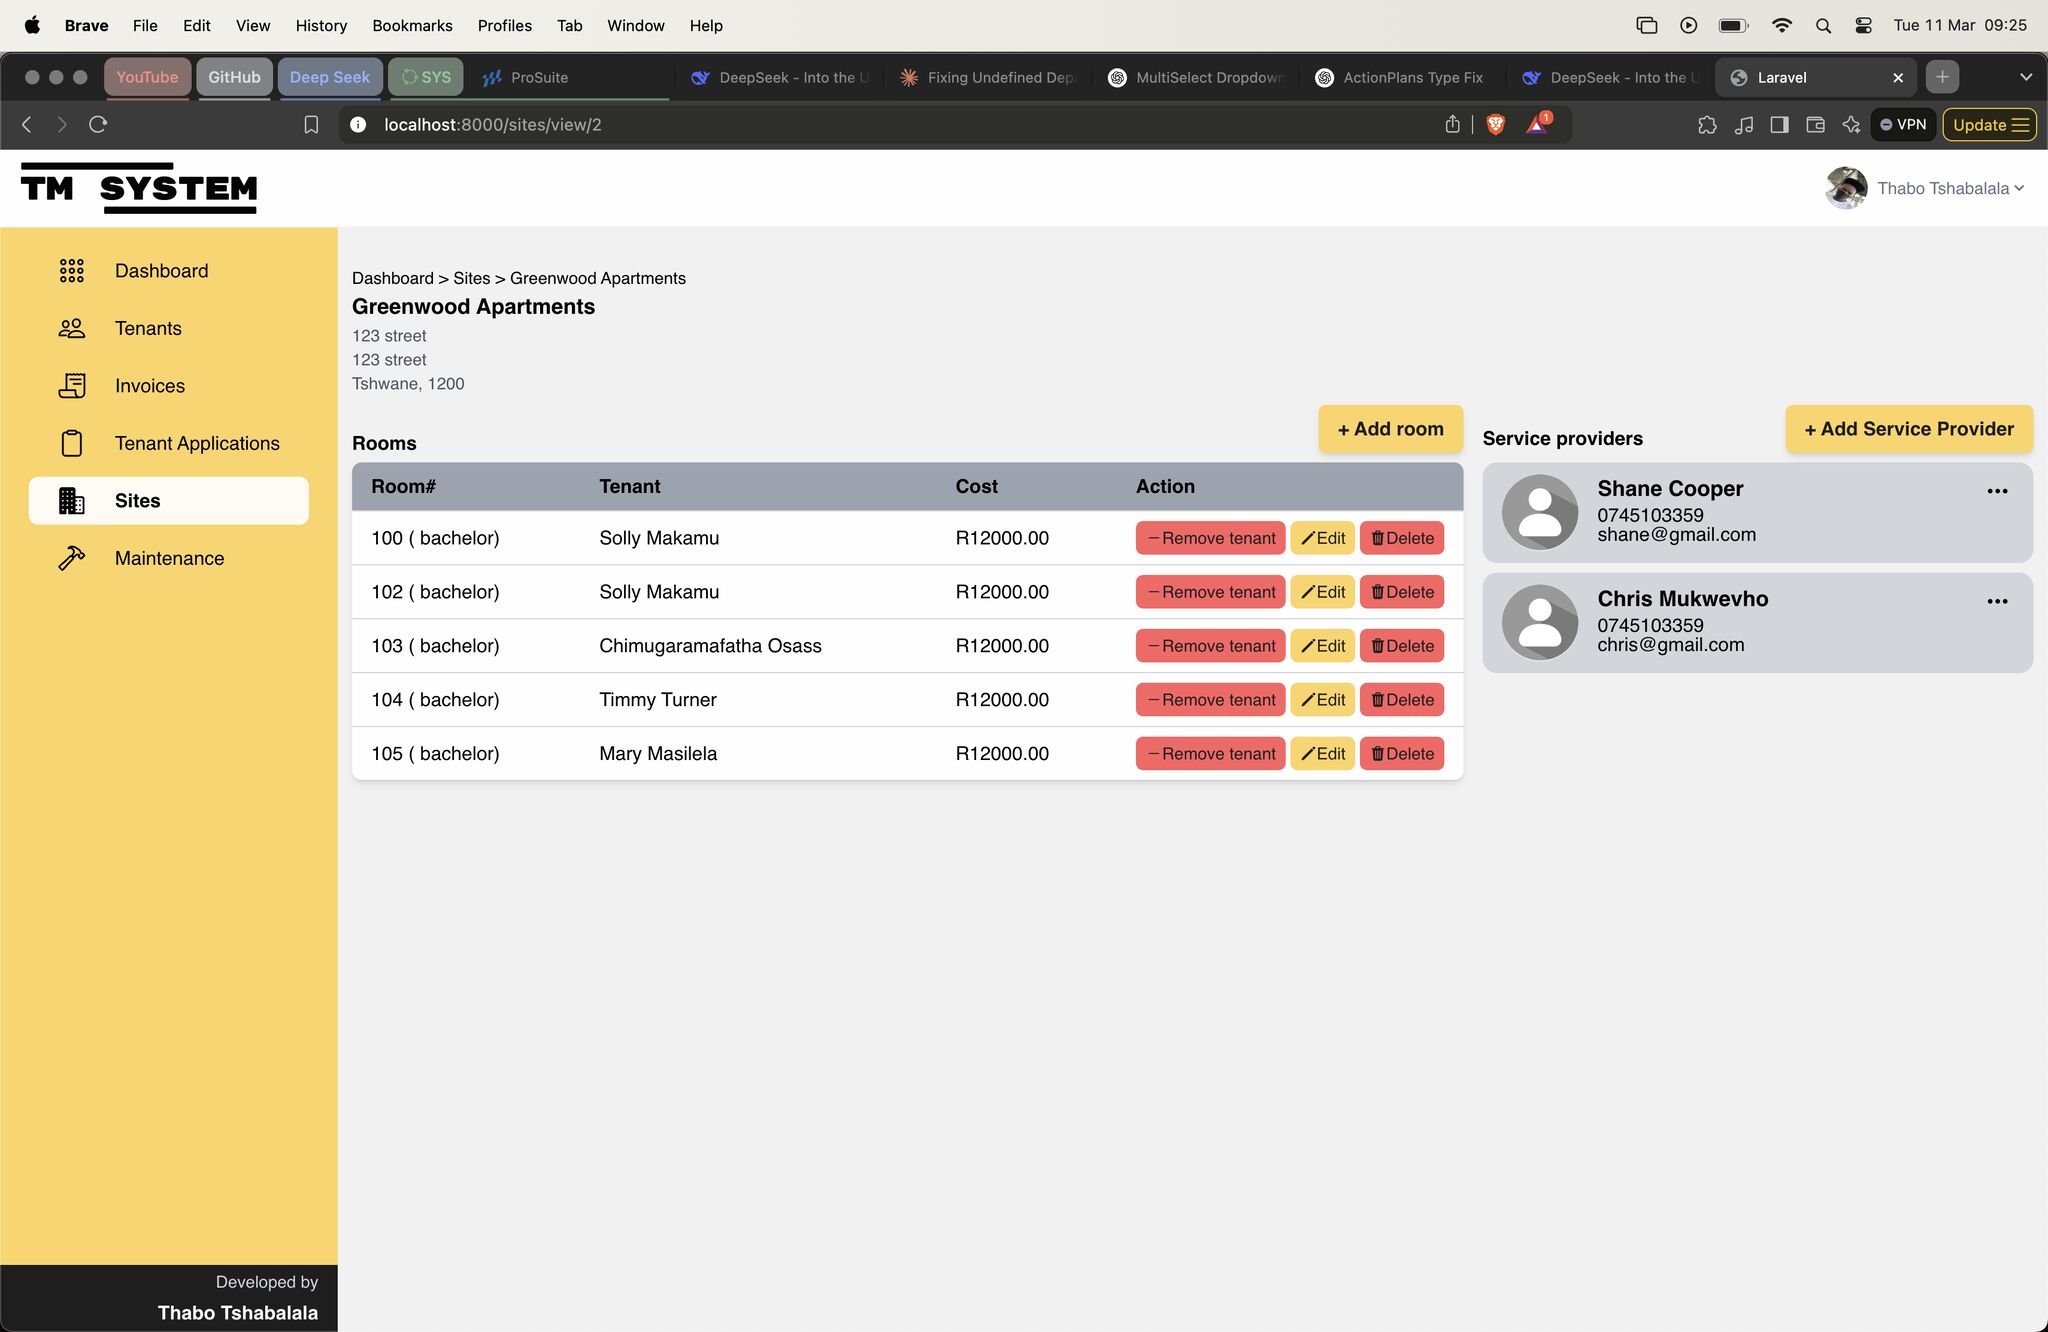 Brave File Edit View History Bookmarks Profiles Tab Window Help Tue 11 Mar 09:25
YouTube GitHub Deep Seek SYS ProSuite DeepSeek - Into the U Fixing Undefined Dep MultiSelect Dropdown ActionPlans Type Fix DeepSeek - Into the U Laravel
localhost:8000/sites/view/2 1 VPN Update
TM SYSTEM
Thabo Tshabalala
Dashboard
Tenants
Invoices
Tenant Applications
Sites
Maintenance
Developed by
Thabo Tshabalala
Dashboard > Sites > Greenwood Apartments
Greenwood Apartments
123 street
123 street
Tshwane, 1200
Rooms
+ Add room
Room# Tenant Cost Action
100 ( bachelor) Solly Makamu R12000.00 Remove tenant Edit Delete
102 ( bachelor) Solly Makamu R12000.00 Remove tenant Edit Delete
103 ( bachelor) Chimugaramafatha Osass R12000.00 Remove tenant Edit Delete
104 ( bachelor) Timmy Turner R12000.00 Remove tenant Edit Delete
105 ( bachelor) Mary Masilela R12000.00 Remove tenant Edit Delete
Service providers
+ Add Service Provider
Shane Cooper
0745103359
shane@gmail.com
Chris Mukwevho
0745103359
chris@gmail.com